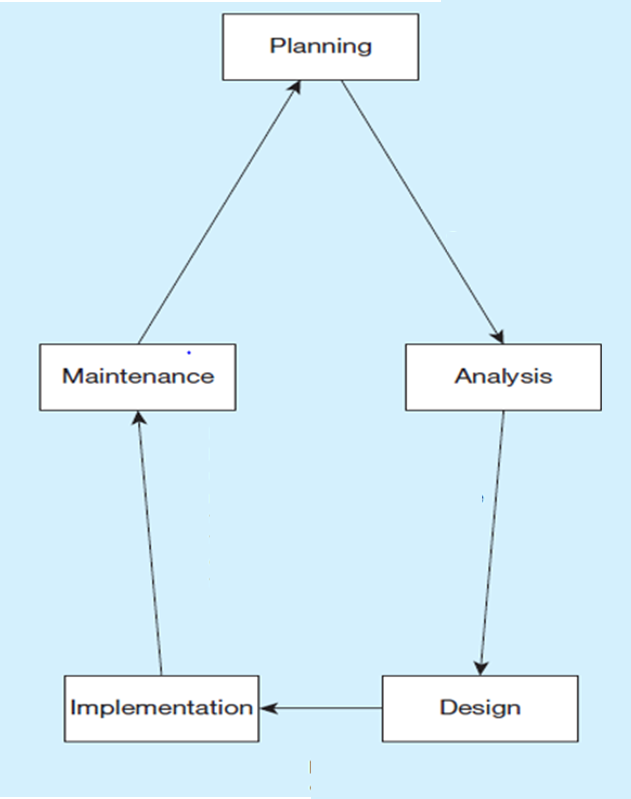 Planning
Maintenance
Analysis
Implementation
Design